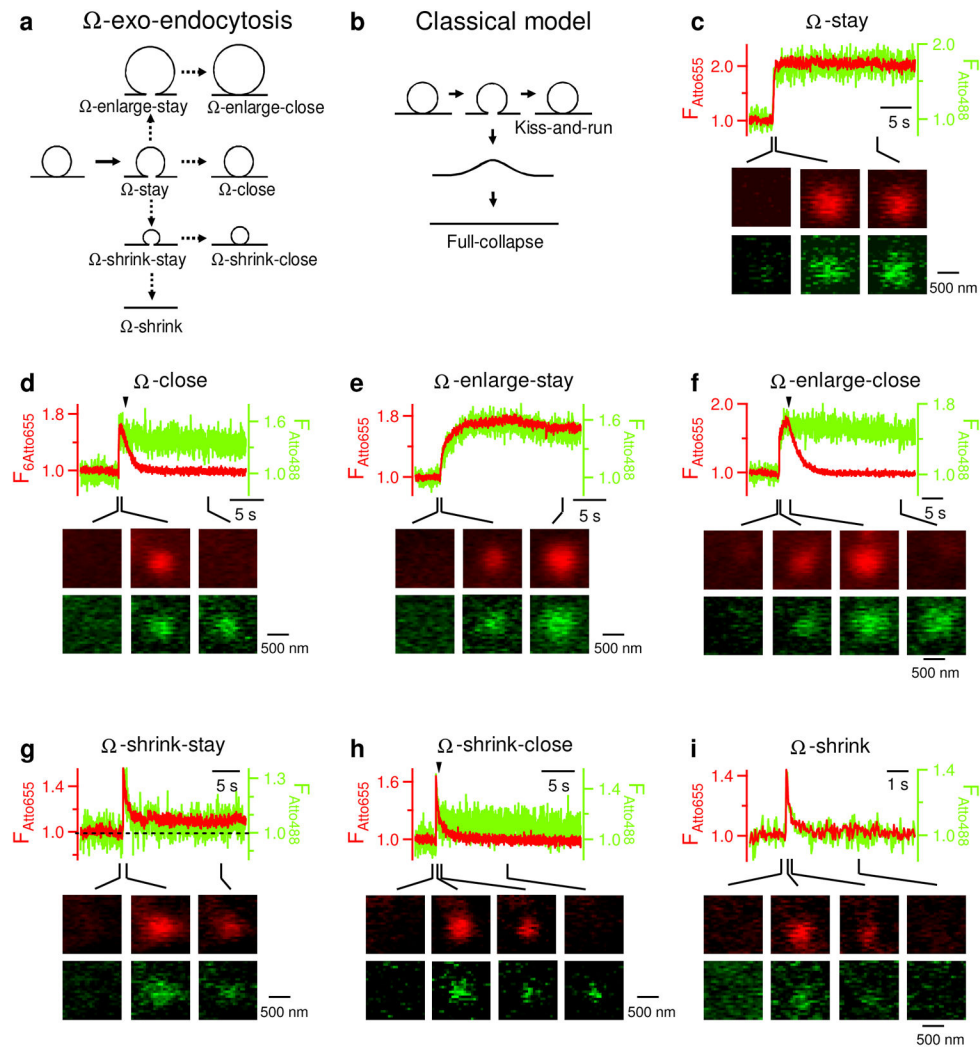 a Ω-exo-endocytosis
Ω-enlarge-stay
Ω-enlarge-close
Ω-stay
Ω-close
Ω-shrink-stay
Ω-shrink-close
Ω-shrink
b Classical model
Kiss-and-run
Full-collapse
c Ω-stay
FAtto655
2.0
1.0
2.0
1.0
FAtto488
5 s
500 nm
d Ω-close
F6Atto655
1.8
1.0
1.6
1.0
FAtto488
5 s
500 nm
e Ω-enlarge-stay
FAtto655
1.8
1.0
1.6
1.0
FAtto488
5 s
500 nm
f Ω-enlarge-close
FAtto655
2.0
1.0
1.6
1.0
FAtto488
5 s
500 nm
g Ω-shrink-stay
FAtto655
1.4
1.0
1.3
1.0
FAtto488
5 s
500 nm
h Ω-shrink-close
FAtto655
1.6
1.0
1.6
1.0
FAtto488
5 s
500 nm
i Ω-shrink
FAtto655
1.4
1.0
1.4
1.0
FAtto488
1 s
500 nm